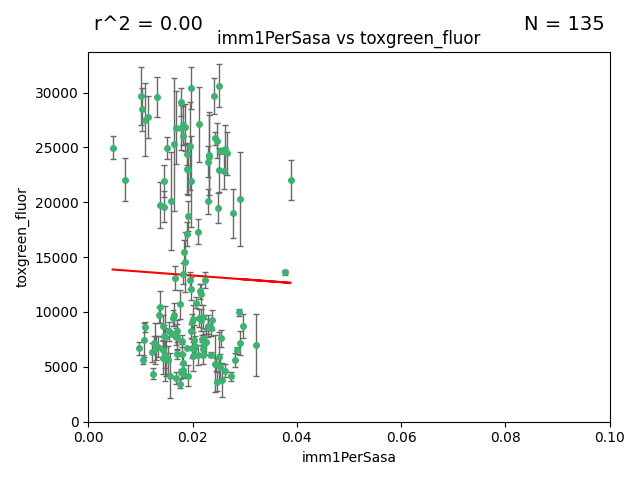 r^2 = 0.00
N = 135
imm1PerSasa vs toxgreen_fluor
toxgreen_fluor
30000
25000
20000
15000
10000
5000
0
0.00 0.02 0.04 0.06 0.08 0.10
imm1PerSasa